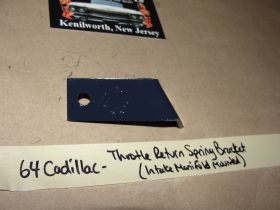 Kenilworth, New Jersey
64 Cadillac- Throttle Return Spring Bracket
(Intake Manifold Mounted)